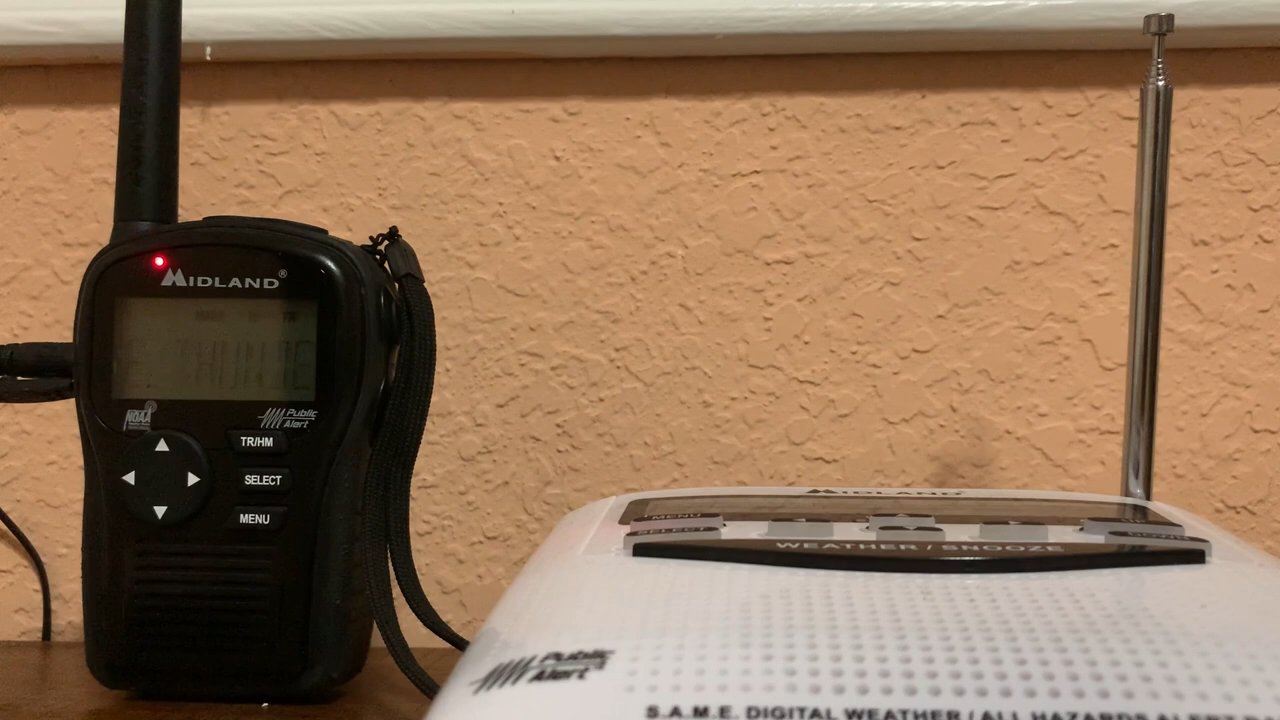 MIDLAND®
NOAA
Public
Alert
TR/HM
SELECT
MENU
MIDLAND
MENU
SELECT
WEATHER / SNOOZE
Public
Alert
S.A.M.E. DIGITAL WEATHER / ALL HAZARDS